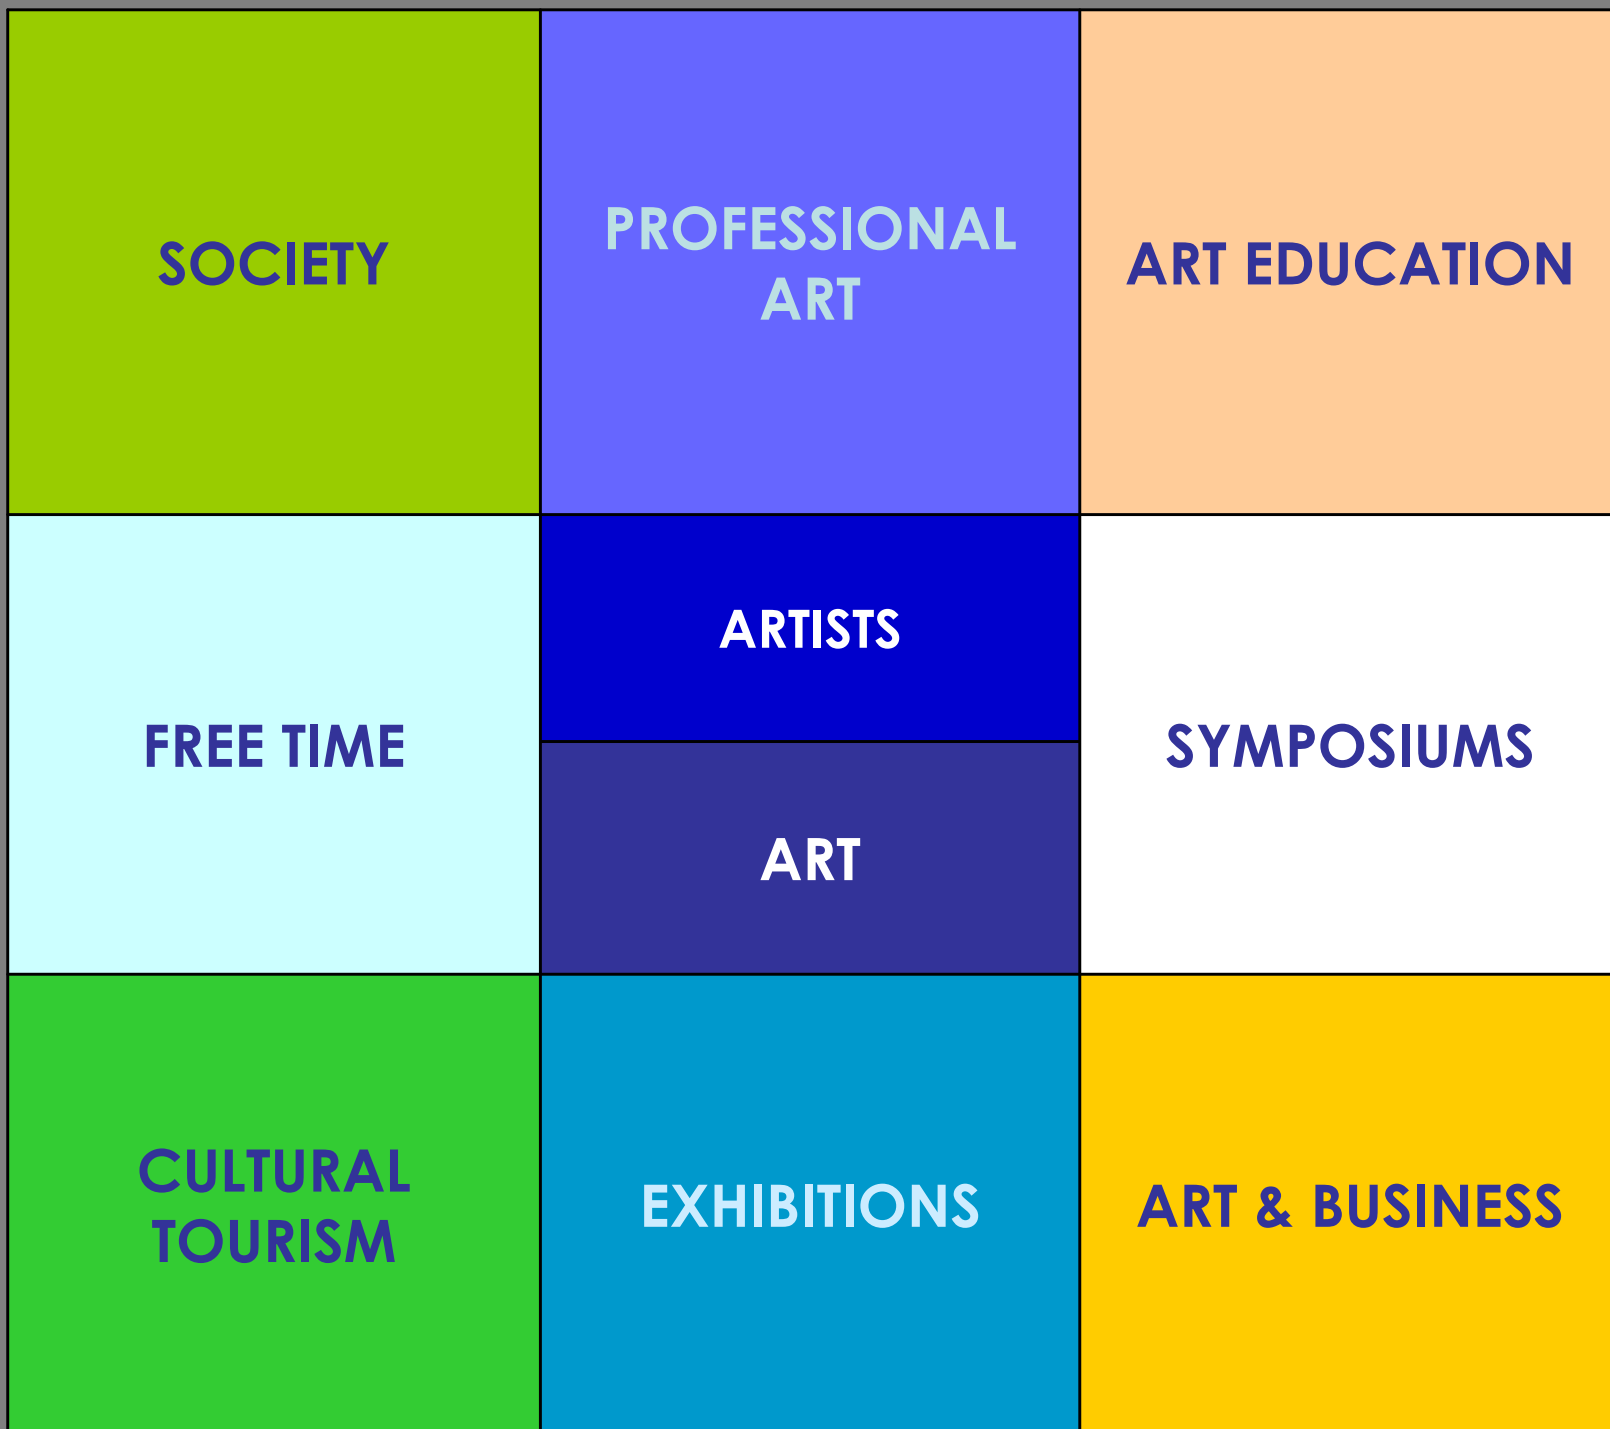 SOCIETY
PROFESSIONAL
ART
ART EDUCATION
FREE TIME
ARTISTS
ART
SYMPOSIUMS
CULTURAL
TOURISM
EXHIBITIONS
ART & BUSINESS